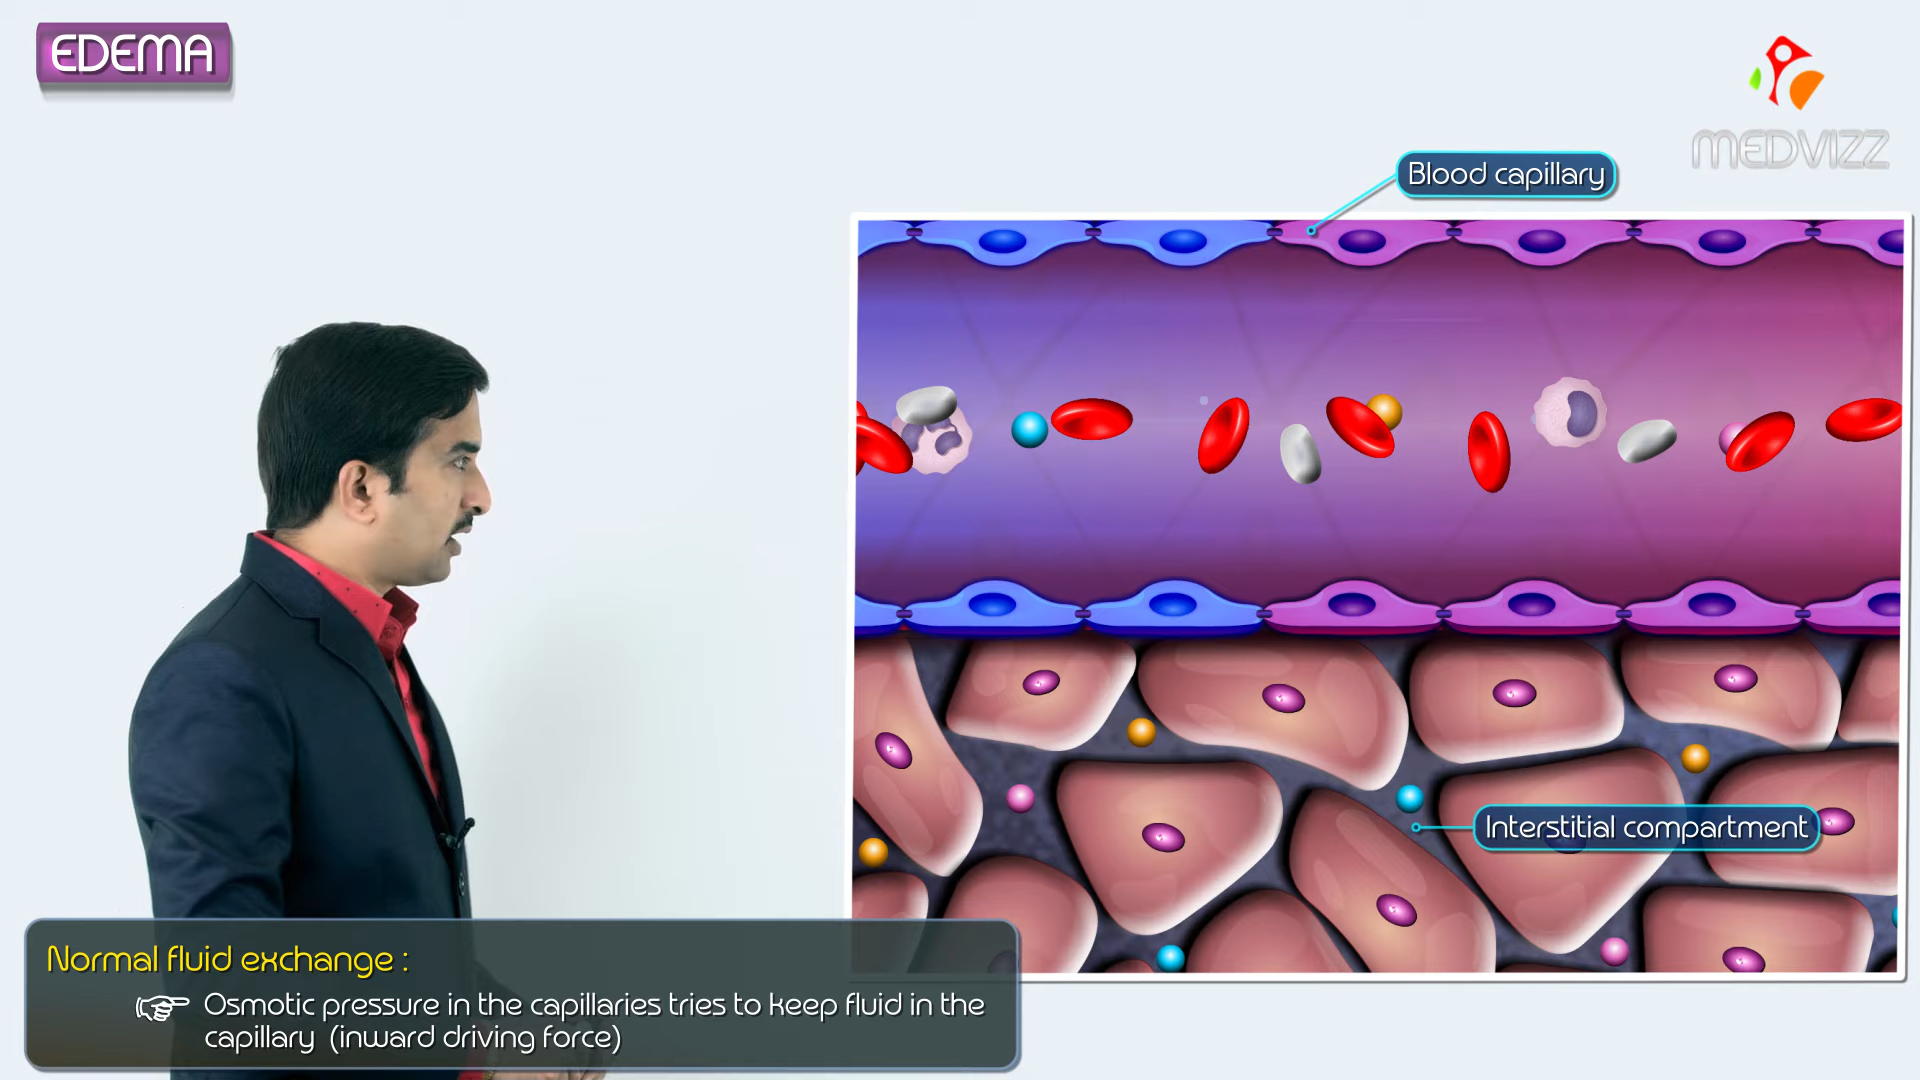 EDEMA
MEDVIZZ
Blood capillary
Interstitial compartment
Normal fluid exchange :
Osmotic pressure in the capillaries tries to keep fluid in the
capillary (inward driving force)